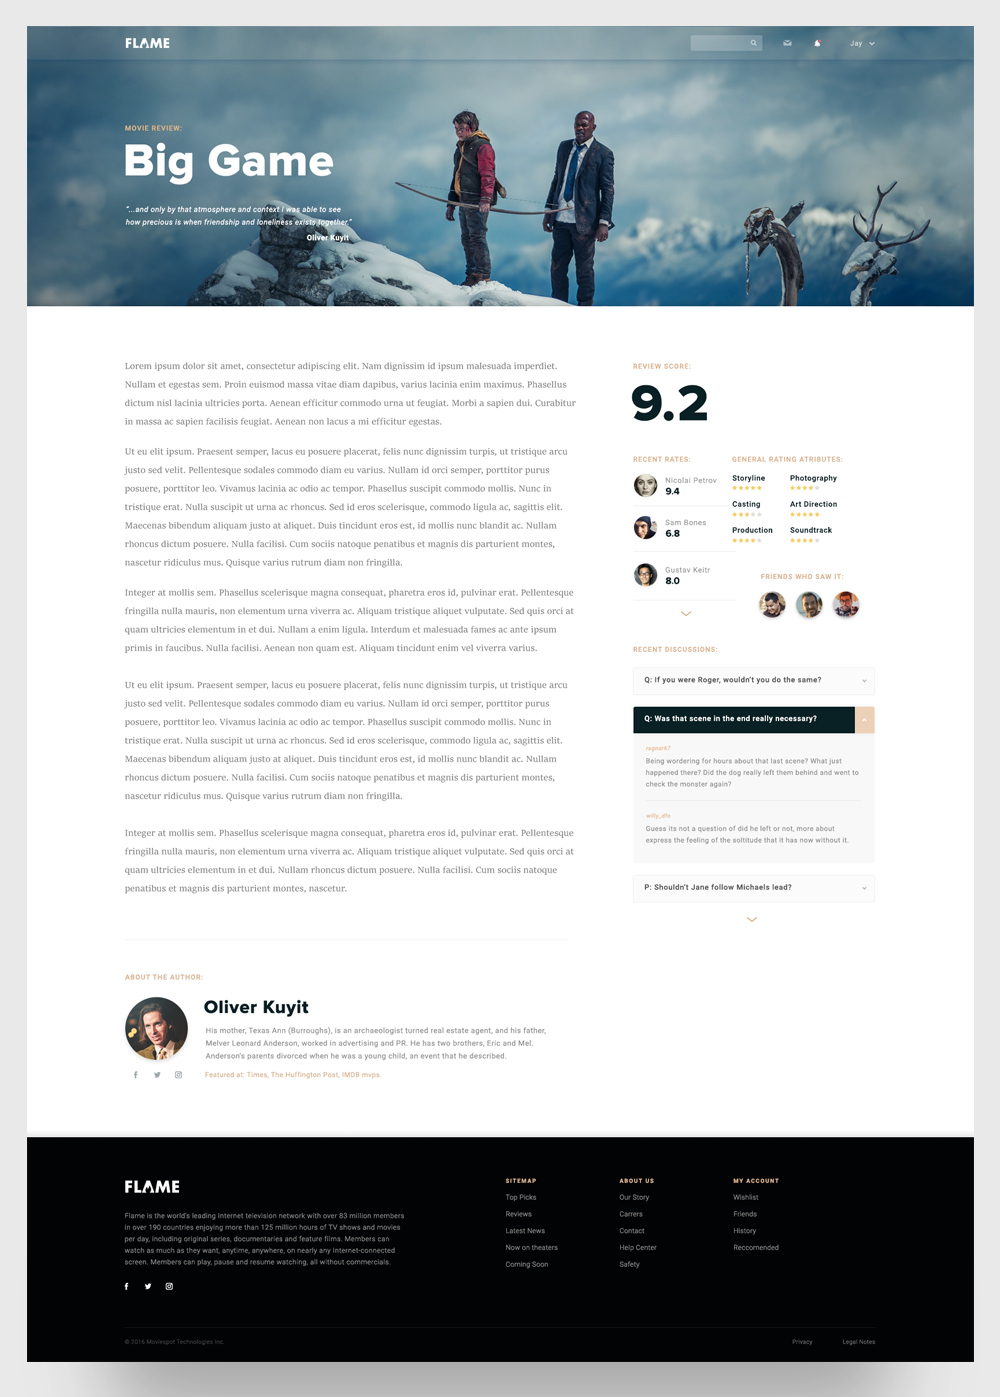 FLAME
Jay
MOVIE REVIEW:
Big Game
"...and only by that atmosphere and context I was able to see
how precious is when friendship and loneliness exists together."
Oliver Kuyit
Lorem ipsum dolor sit amet, consectetur adipiscing elit. Nam dignissim id ipsum malesuada imperdiet.
Nullam et egestas sem. Proin euismod massa vitae diam dapibus, varius lacinia enim maximus. Phasellus
dictum nisl lacinia ultricies porta. Aenean efficitur commodo urna ut feugiat. Morbi a sapien dui. Curabitur
in massa ac sapien facilisis feugiat. Aenean non lacus a mi efficitur egestas.
Ut eu elit ipsum. Praesent semper, lacus eu posuere placerat, felis nunc dignissim turpis, ut tristique arcu
justo sed velit. Pellentesque sodales commodo diam eu varius. Nullam id orci semper, porttitor purus
posuere, porttitor leo. Vivamus lacinia ac odio ac tempor. Phasellus suscipit commodo mollis. Nunc in
tristique erat. Nulla suscipit ut urna ac rhoncus. Sed id eros scelerisque, commodo ligula ac, sagittis elit.
Maecenas bibendum aliquam justo at aliquet. Duis tincidunt eros est, id mollis nunc blandit ac. Nullam
rhoncus dictum posuere. Nulla facilisi. Cum sociis natoque penatibus et magnis dis parturient montes,
nascetur ridiculus mus. Quisque varius rutrum diam non fringilla.
Integer at mollis sem. Phasellus scelerisque magna consequat, pharetra eros id, pulvinar erat. Pellentesque
fringilla nulla mauris, non elementum urna viverra ac. Aliquam tristique aliquet vulputate. Sed quis orci at
quam ultricies elementum in et dui. Nullam a enim ligula. Interdum et malesuada fames ac ante ipsum
primis in faucibus. Nulla facilisi. Aenean non quam est. Aliquam tincidunt enim vel viverra varius.
Ut eu elit ipsum. Praesent semper, lacus eu posuere placerat, felis nunc dignissim turpis, ut tristique arcu
justo sed velit. Pellentesque sodales commodo diam eu varius. Nullam id orci semper, porttitor purus
posuere, porttitor leo. Vivamus lacinia ac odio ac tempor. Phasellus suscipit commodo mollis. Nunc in
tristique erat. Nulla suscipit ut urna ac rhoncus. Sed id eros scelerisque, commodo ligula ac, sagittis elit.
Maecenas bibendum aliquam justo at aliquet. Duis tincidunt eros est, id mollis nunc blandit ac. Nullam
rhoncus dictum posuere. Nulla facilisi. Cum sociis natoque penatibus et magnis dis parturient montes,
nascetur ridiculus mus. Quisque varius rutrum diam non fringilla.
Integer at mollis sem. Phasellus scelerisque magna consequat, pharetra eros id, pulvinar erat. Pellentesque
fringilla nulla mauris, non elementum urna viverra ac. Aliquam tristique aliquet vulputate. Sed quis orci at
quam ultricies elementum in et dui. Nullam rhoncus dictum posuere. Nulla facilisi. Cum sociis natoque
penatibus et magnis dis parturient montes, nascetur.
REVIEW SCORE:
9.2
RECENT RATES:
Nicolai Petrov
9.4
Sam Bones
6.8
Gustav Keitr
8.0
GENERAL RATING ATRIBUTES:
Storyline
Photography
Casting
Art Direction
Production
Soundtrack
FRIENDS WHO SAW IT:
RECENT DISCUSSIONS:
Q: If you were Roger, wouldn't you do the same?
Q: Was that scene in the end really necessary?
ragnar67
Being wordering for hours about that last scene? What just
happened there? Did the dog really left them behind and went to
check the monster again?
willy_dlo
Guess its not a question of did he left or not, more about
express the feeling of the soltitude that it has now without it.
P: Shouldn't Jane follow Michaels lead?
ABOUT THE AUTHOR:
Oliver Kuyit
His mother, Texas Ann (Burroughs), is an archaeologist turned real estate agent, and his father,
Melver Leonard Anderson, worked in advertising and PR. He has two brothers, Eric and Mel.
Anderson's parents divorced when he was a young child, an event that he described.
Featured at: Times, The Huffington Post, IMDB mvps.
FLAME
Flame is the world's leading Internet television network with over 83 million members
in over 190 countries enjoying more than 125 million hours of TV shows and movies
per day, including original series, documentaries and feature films. Members can
watch as much as they want, anytime, anywhere, on nearly any Internet-connected
screen. Members can play, pause and resume watching, all without commercials.
SITEMAP
Top Picks
Reviews
Latest News
Now on theaters
Coming Soon
ABOUT US
Our Story
Carrers
Contact
Help Center
Safety
MY ACCOUNT
Wishlist
Friends
History
Reccomended
© 2016 Moviespot Technologies Inc.
Privacy
Legal Notes